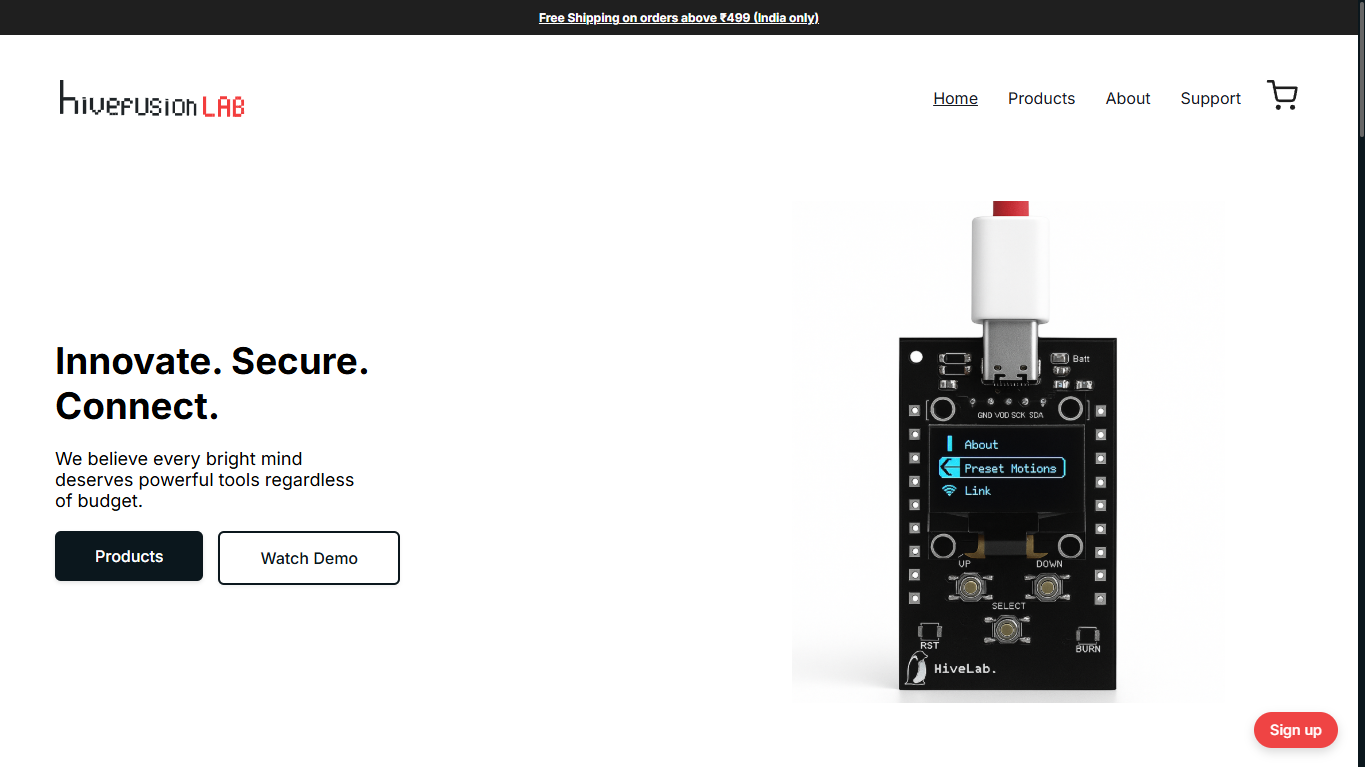 Free Shipping on orders above ₹499 (India only)
hivefusion LAB
Home Products About Support
Innovate. Secure.
Connect.
We believe every bright mind
deserves powerful tools regardless
of budget.
Products Watch Demo
Batt
GND VDD SCK SDA
About
Preset Motions
Link
UP DOWN
SELECT
RST BURN
HiveLab.
Sign up